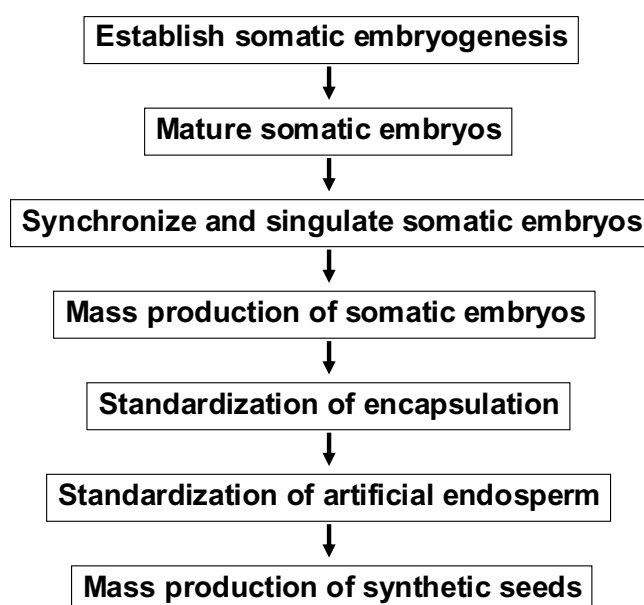 Establish somatic embryogenesis
Mature somatic embryos
Synchronize and singulate somatic embryos
Mass production of somatic embryos
Standardization of encapsulation
Standardization of artificial endosperm
Mass production of synthetic seeds